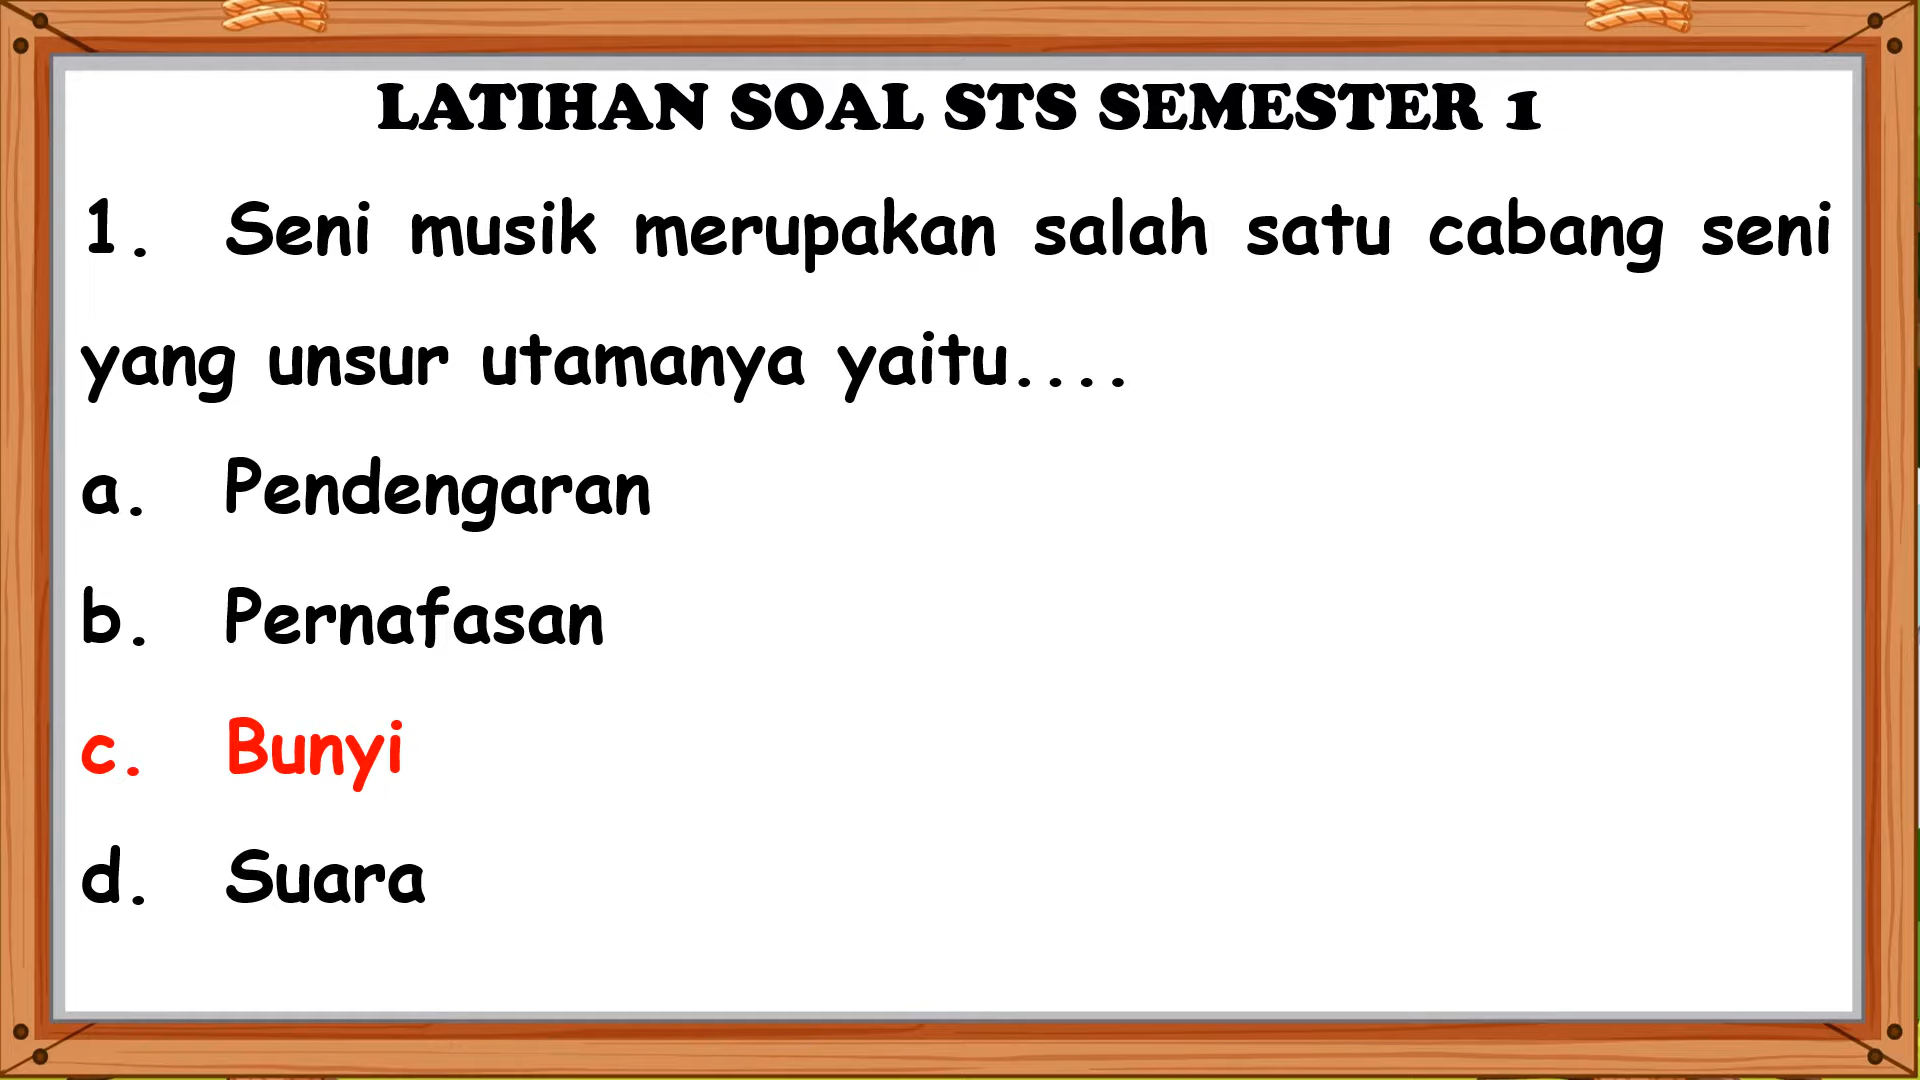 LATIHAN SOAL STS SEMESTER 1
1. Seni musik merupakan salah satu cabang seni
yang unsur utamanya yaitu....
a. Pendengaran
b. Pernafasan
c. Bunyi
d. Suara